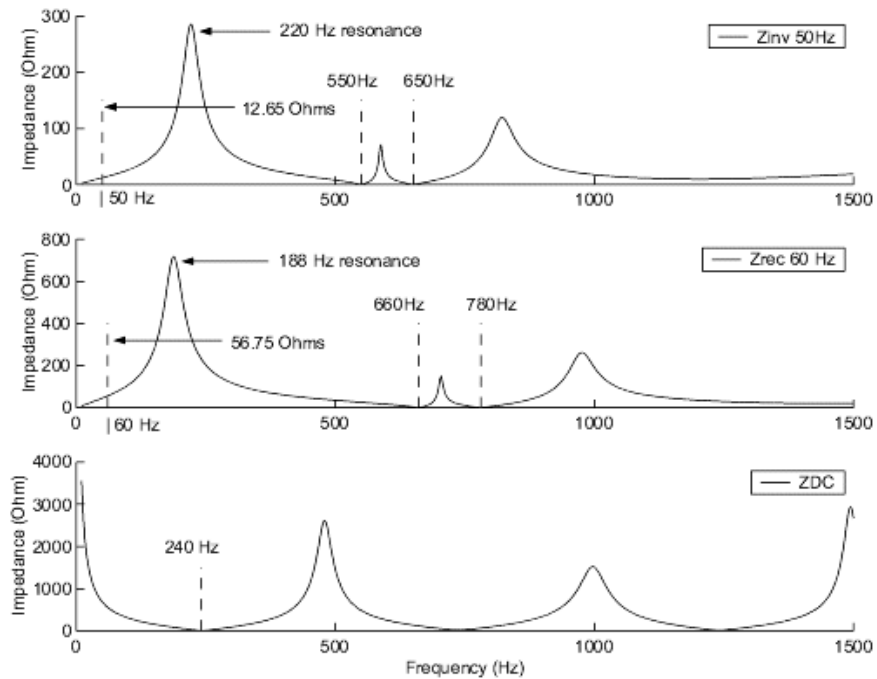 300
200
100
0
Impedance (Ohm)
220 Hz resonance
12.65 Ohms
550Hz
650Hz
Zinv 50Hz
0
500
1000
1500
| 50 Hz
800
600
400
200
0
Impedance (Ohm)
188 Hz resonance
56.75 Ohms
660Hz
780Hz
Zrec 60 Hz
0
500
1000
1500
| 60 Hz
4000
3000
2000
1000
0
Impedance (Ohm)
240 Hz
ZDC
0
500
1000
1500
Frequency (Hz)